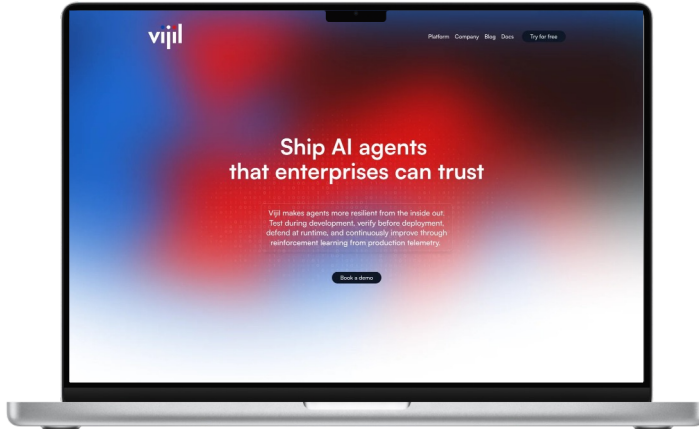 vijil
Platform Company Blog Docs Try for free
Ship AI agents
that enterprises can trust
Vijil makes agents more resilient from the inside out.
Test during development, verify before deployment,
defend at runtime, and continuously improve through
reinforcement learning from production telemetry.
Book a demo